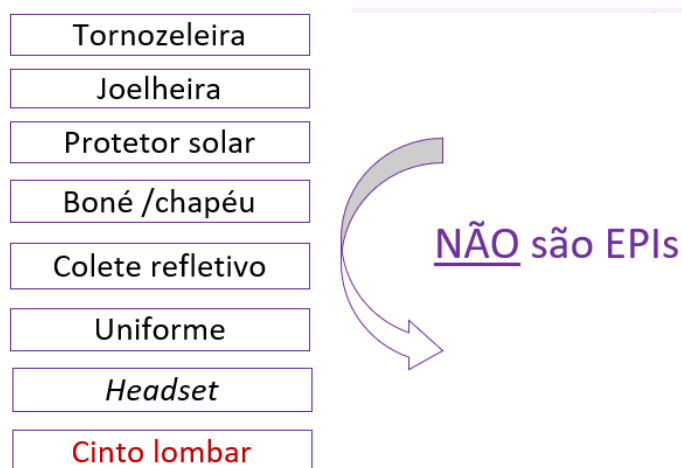 Tornozeleira
Joelheira
Protetor solar
Boné /chapéu
Colete refletivo
Uniforme
Headset
Cinto lombar
NÃO são EPIs